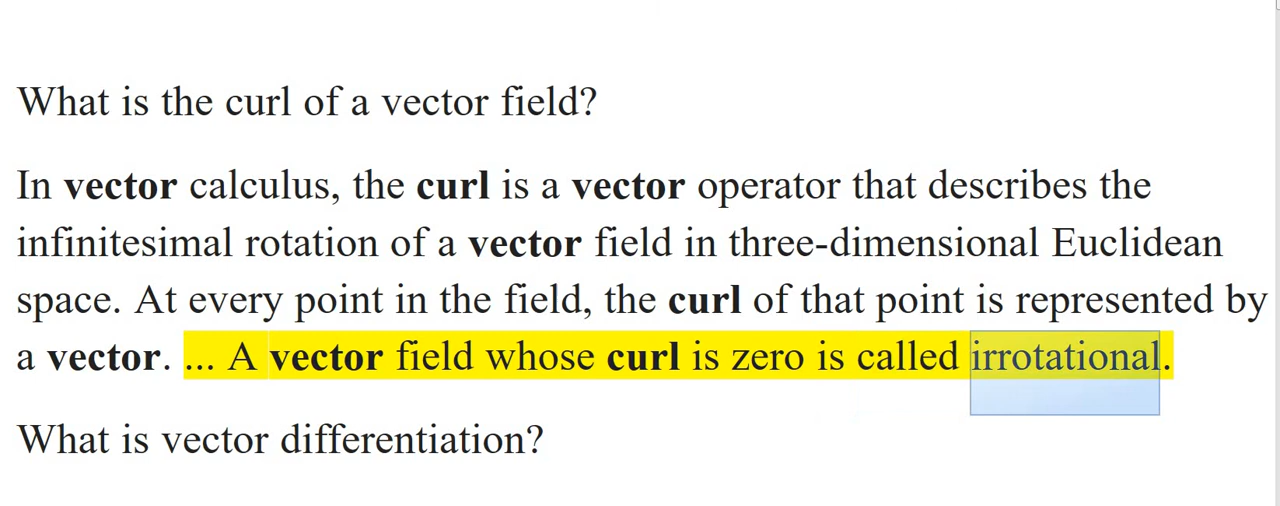 What is the curl of a vector field?
In vector calculus, the curl is a vector operator that describes the
infinitesimal rotation of a vector field in three-dimensional Euclidean
space. At every point in the field, the curl of that point is represented by
a vector. ... A vector field whose curl is zero is called irrotational.
What is vector differentiation?